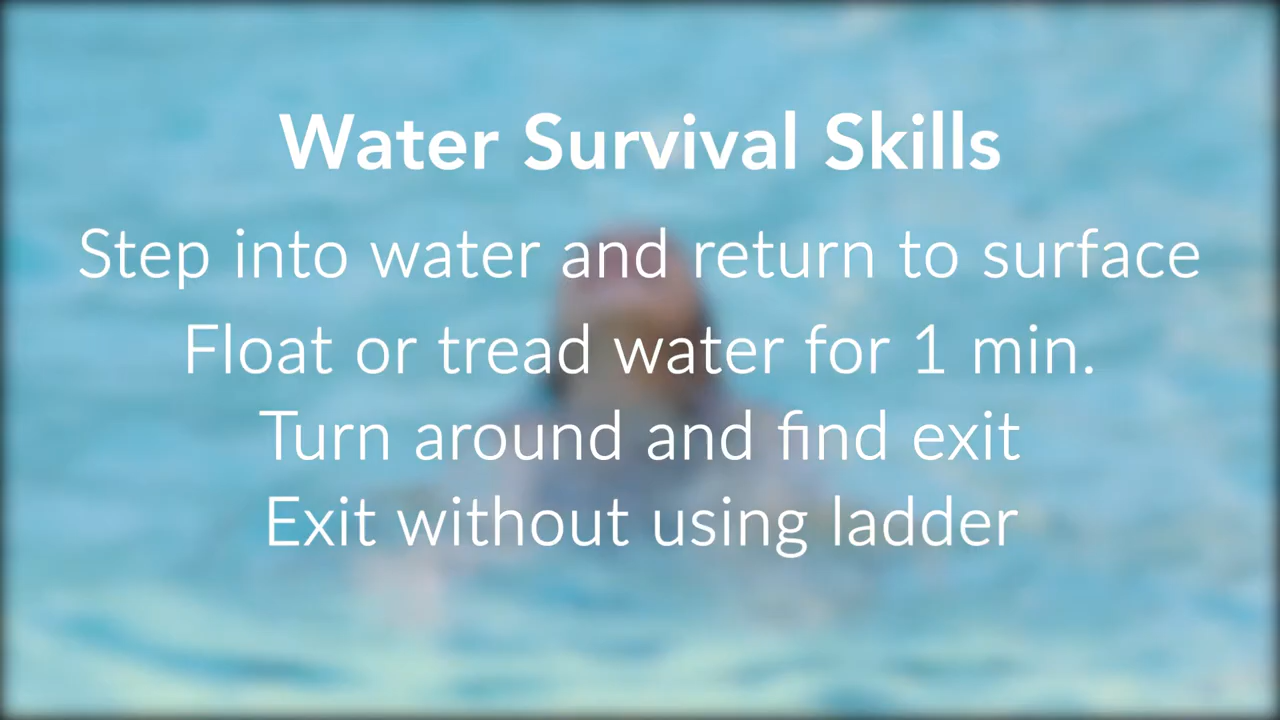 Water Survival Skills
Step into water and return to surface
Float or tread water for 1 min.
Turn around and find exit
Exit without using ladder